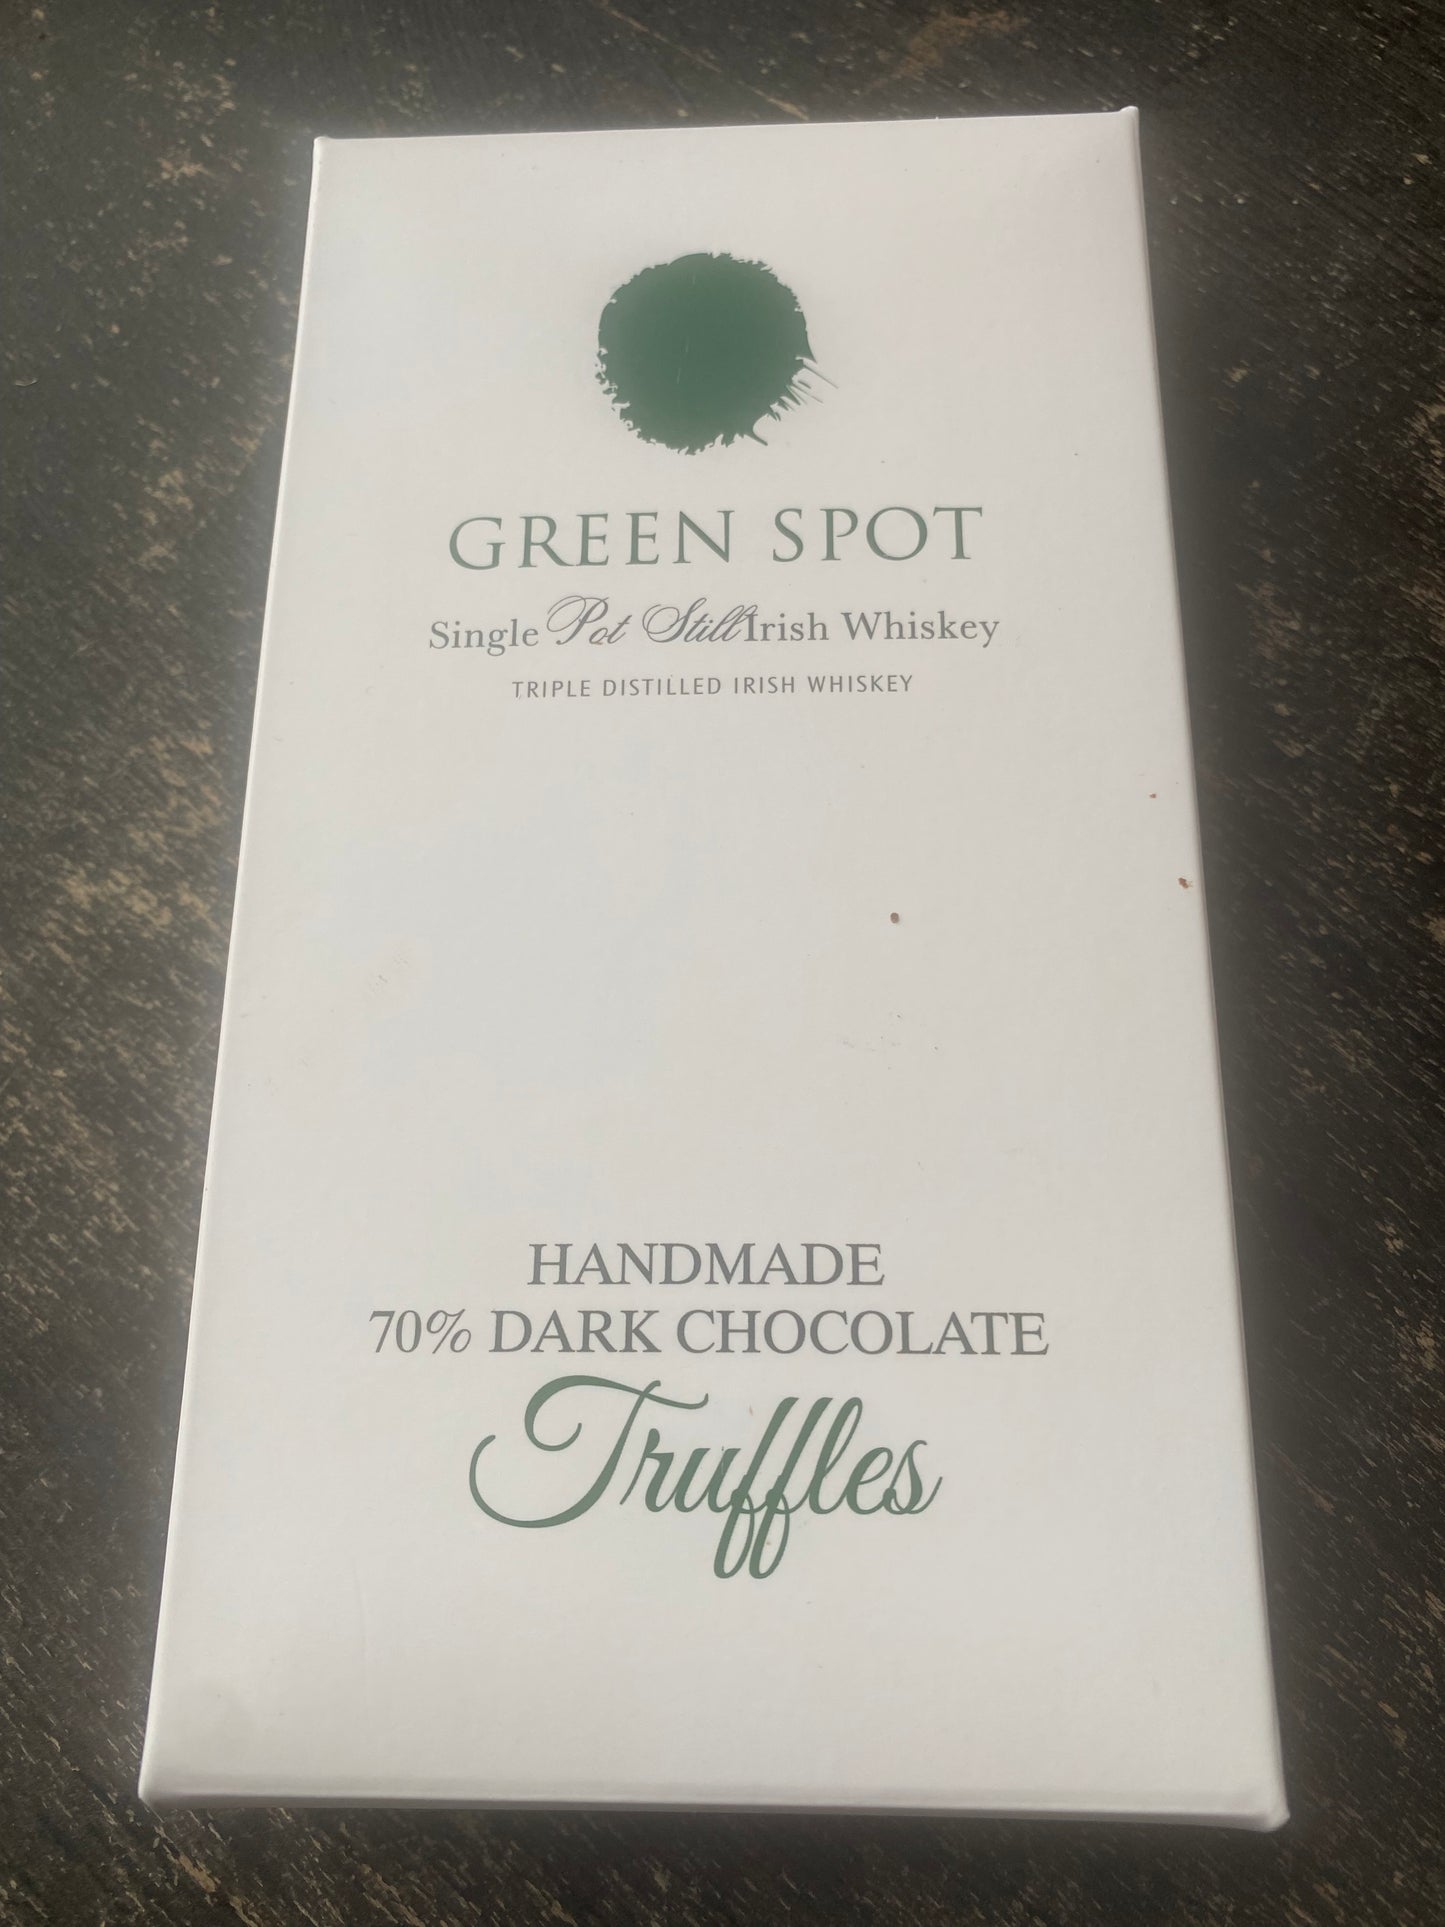 GREEN SPOT
Single Pot Still Irish Whiskey
TRIPLE DISTILLED IRISH WHISKEY
HANDMADE
70% DARK CHOCOLATE
Truffles